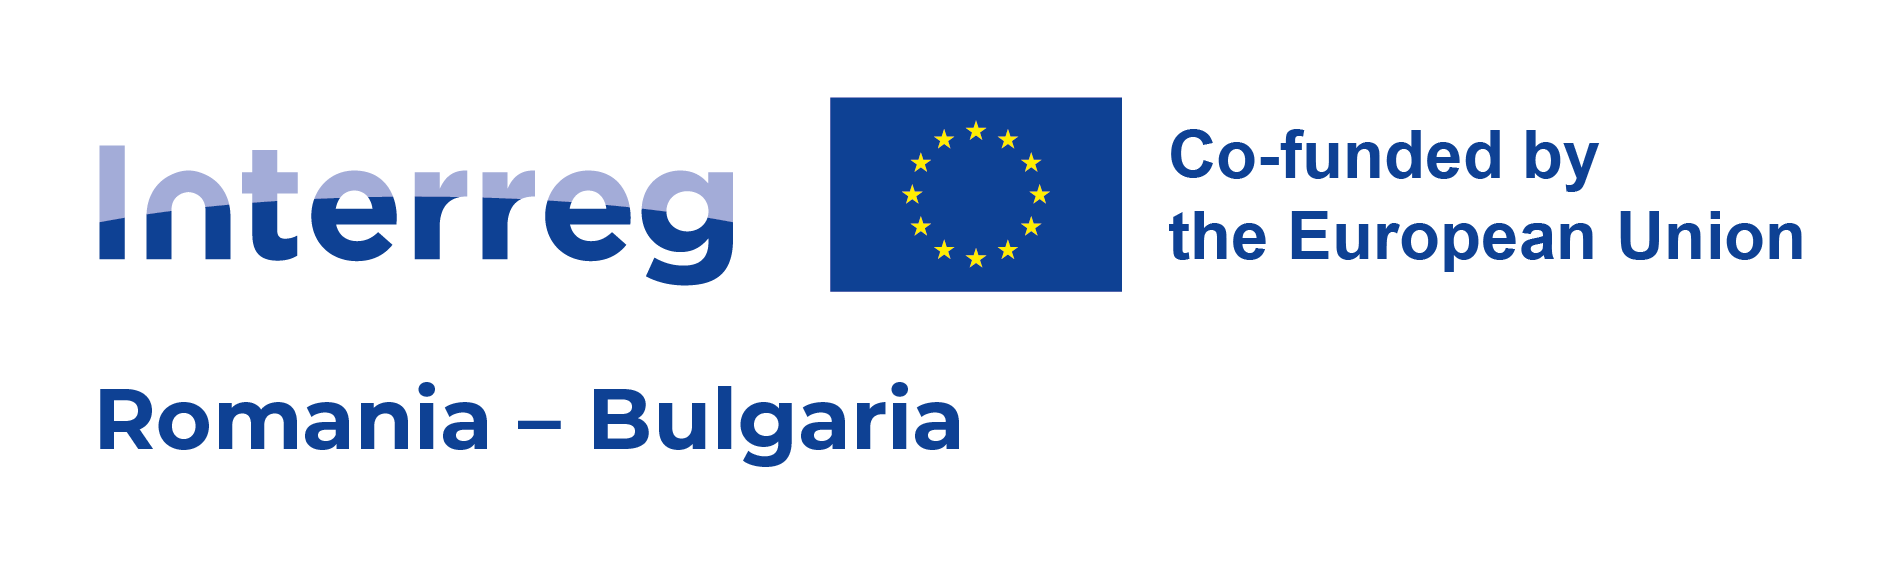 Interreg
Co-funded by
the European Union
Romania – Bulgaria